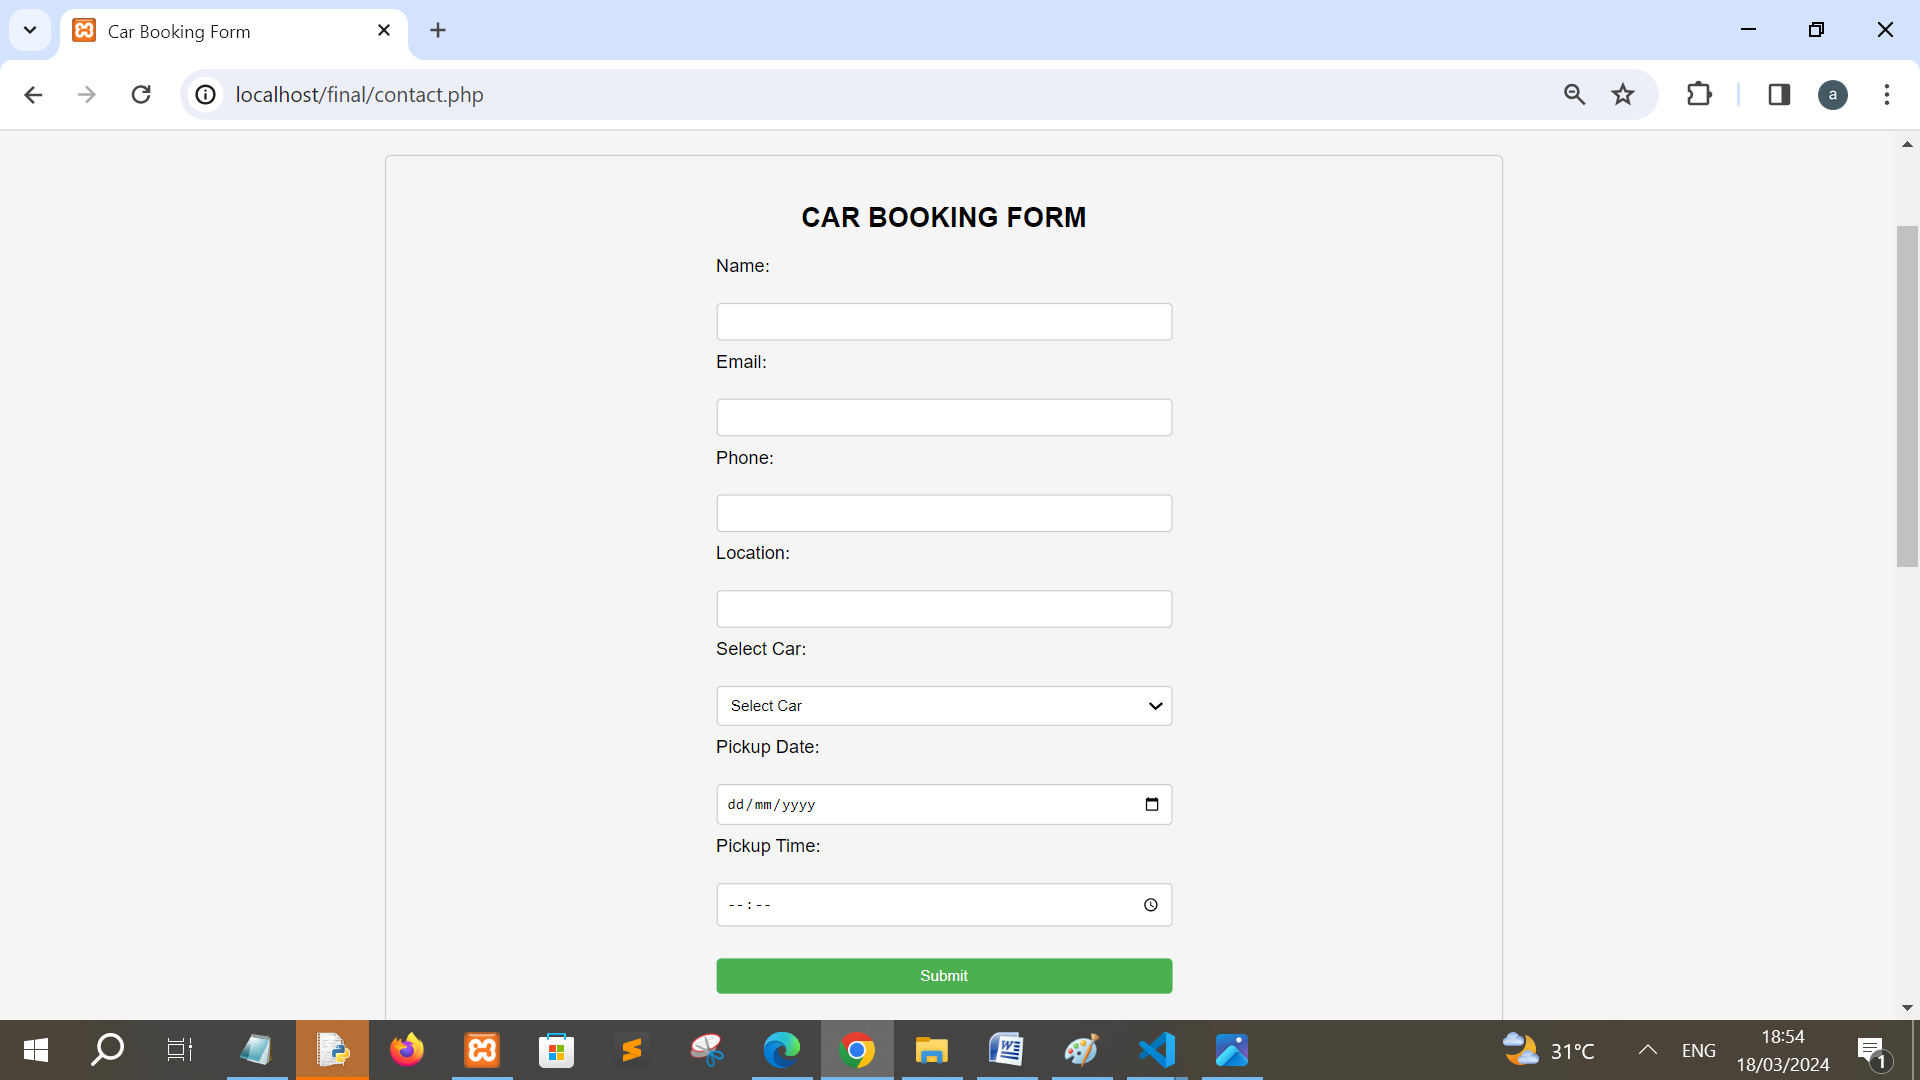 Car Booking Form
localhost/final/contact.php
a
CAR BOOKING FORM
Name:
Email:
Phone:
Location:
Select Car:
Select Car
Pickup Date:
dd/mm/yyyy
Pickup Time:
--:--
Submit
31°C
ENG
18:54
18/03/2024
1